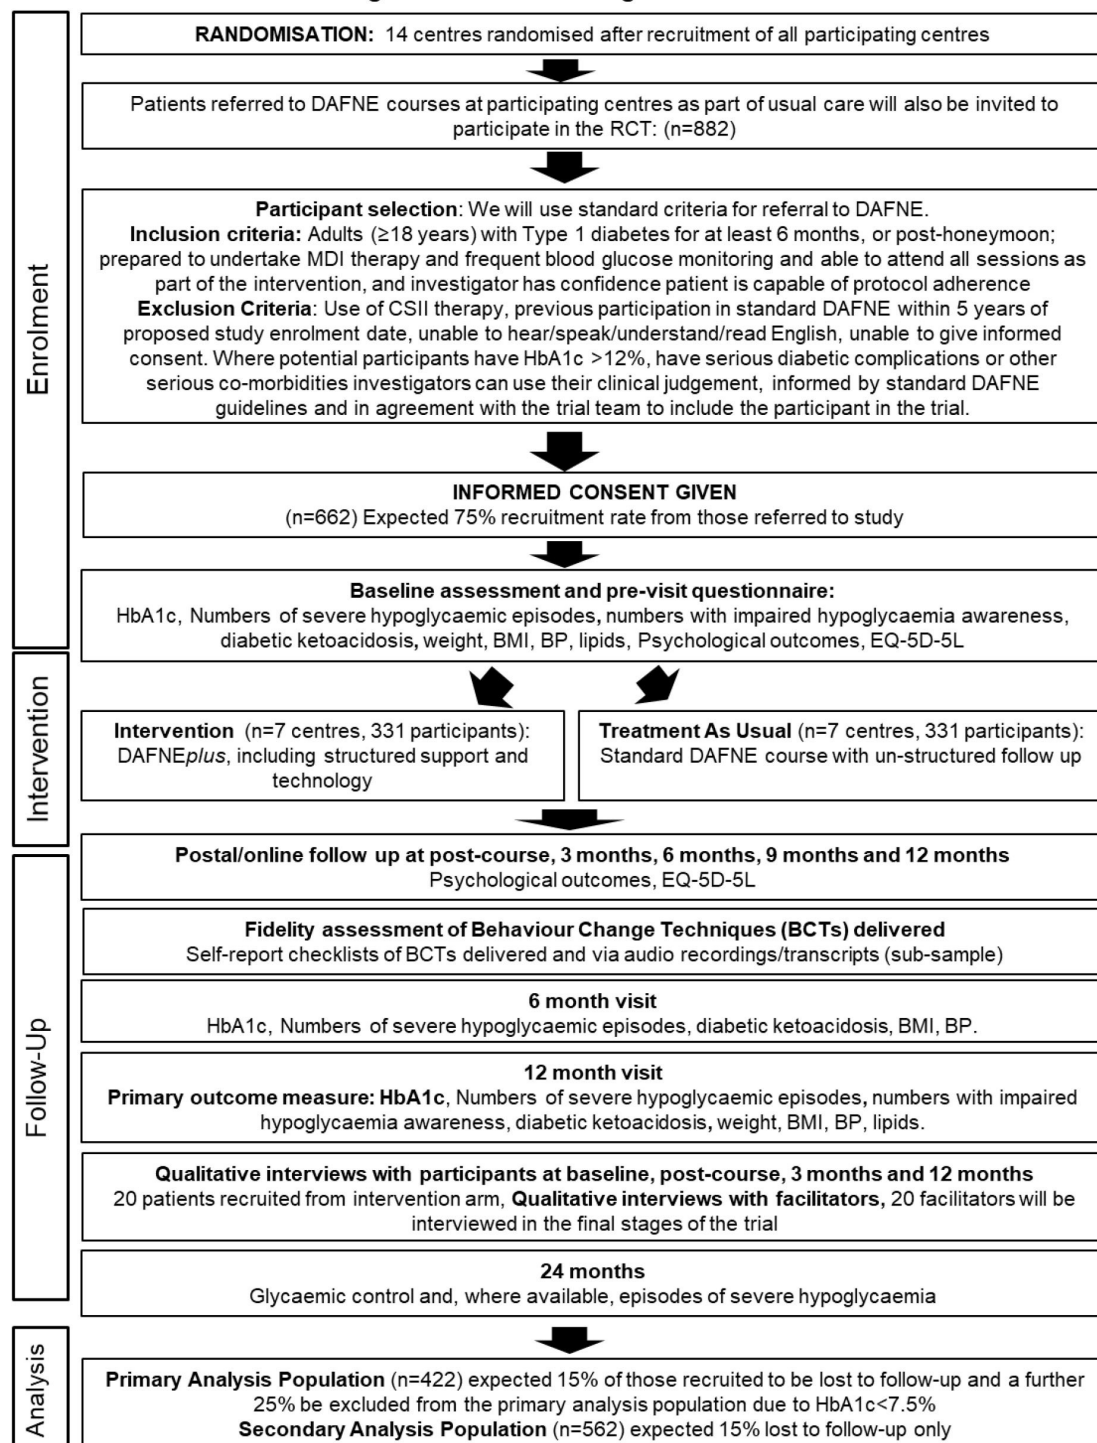 RANDOMISATION: 14 centres randomised after recruitment of all participating centres
Patients referred to DAFNE courses at participating centres as part of usual care will also be invited to
participate in the RCT: (n=882)
Enrolment
Participant selection: We will use standard criteria for referral to DAFNE.
Inclusion criteria: Adults (≥18 years) with Type 1 diabetes for at least 6 months, or post-honeymoon;
prepared to undertake MDI therapy and frequent blood glucose monitoring and able to attend all sessions as
part of the intervention, and investigator has confidence patient is capable of protocol adherence
Exclusion Criteria: Use of CSII therapy, previous participation in standard DAFNE within 5 years of
proposed study enrolment date, unable to hear/speak/understand/read English, unable to give informed
consent. Where potential participants have HbA1c >12%, have serious diabetic complications or other
serious co-morbidities investigators can use their clinical judgement, informed by standard DAFNE
guidelines and in agreement with the trial team to include the participant in the trial.
INFORMED CONSENT GIVEN
(n=662) Expected 75% recruitment rate from those referred to study
Baseline assessment and pre-visit questionnaire:
HbA1c, Numbers of severe hypoglycaemic episodes, numbers with impaired hypoglycaemia awareness,
diabetic ketoacidosis, weight, BMI, BP, lipids, Psychological outcomes, EQ-5D-5L
Intervention
Intervention (n=7 centres, 331 participants):
DAFNEplus, including structured support and
technology
Treatment As Usual (n=7 centres, 331 participants):
Standard DAFNE course with un-structured follow up
Follow-Up
Postal/online follow up at post-course, 3 months, 6 months, 9 months and 12 months
Psychological outcomes, EQ-5D-5L
Fidelity assessment of Behaviour Change Techniques (BCTs) delivered
Self-report checklists of BCTs delivered and via audio recordings/transcripts (sub-sample)
6 month visit
HbA1c, Numbers of severe hypoglycaemic episodes, diabetic ketoacidosis, BMI, BP.
12 month visit
Primary outcome measure: HbA1c, Numbers of severe hypoglycaemic episodes, numbers with impaired
hypoglycaemia awareness, diabetic ketoacidosis, weight, BMI, BP, lipids.
Qualitative interviews with participants at baseline, post-course, 3 months and 12 months
20 patients recruited from intervention arm, Qualitative interviews with facilitators, 20 facilitators will be
interviewed in the final stages of the trial
24 months
Glycaemic control and, where available, episodes of severe hypoglycaemia
Analysis
Primary Analysis Population (n=422) expected 15% of those recruited to be lost to follow-up and a further
25% be excluded from the primary analysis population due to HbA1c<7.5%
Secondary Analysis Population (n=562) expected 15% lost to follow-up only